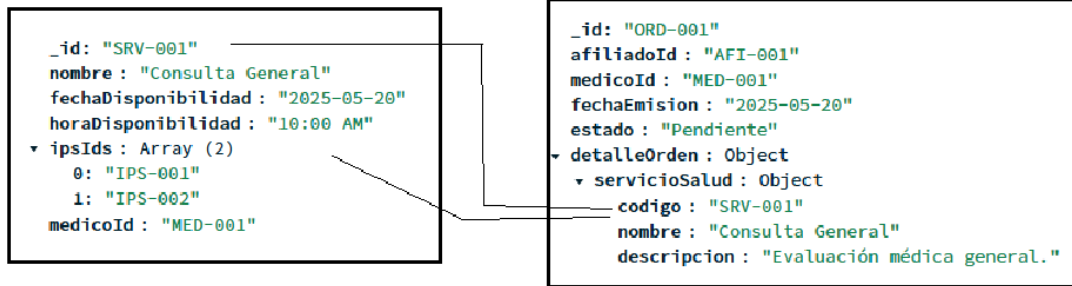 _id: "SRV-001"
nombre : "Consulta General"
fechaDisponibilidad : "2025-05-20"
horaDisponibilidad : "10:00 AM"
ipsIds : Array (2)
0: "IPS-001"
1: "IPS-002"
medicoId : "MED-001"
_id: "ORD-001"
afiliadoId : "AFI-001"
medicoId : "MED-001"
fechaEmision : "2025-05-20"
estado : "Pendiente"
detalleOrden : Object
servicioSalud : Object
codigo : "SRV-001"
nombre : "Consulta General"
descripcion : "Evaluación médica general."